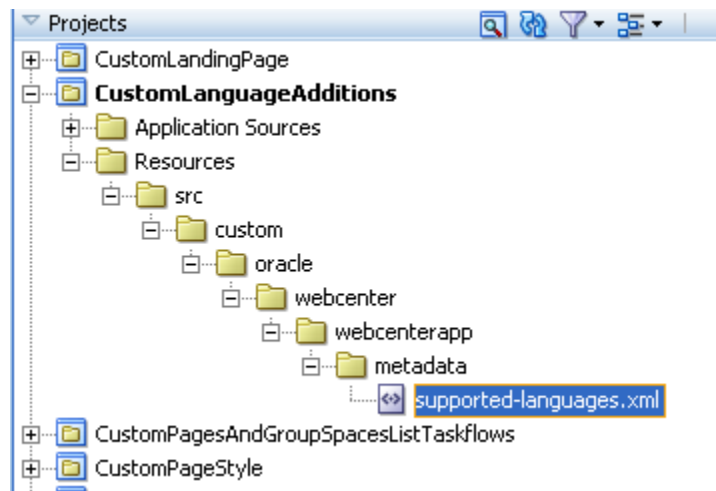 Projects
CustomLandingPage
CustomLanguageAdditions
Application Sources
Resources
src
custom
oracle
webcenter
webcenterapp
metadata
supported-languages.xml
CustomPagesAndGroupSpacesListTaskflows
CustomPageStyle